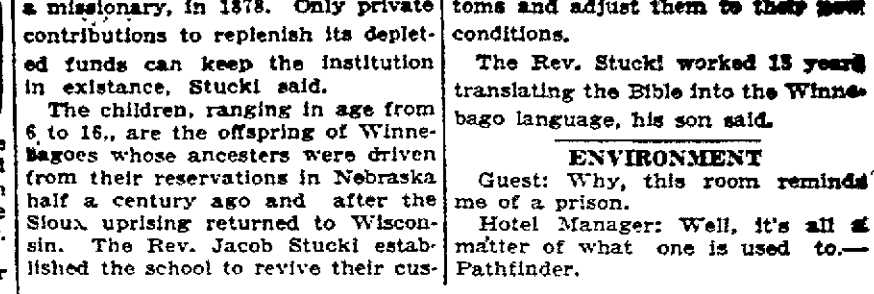 a missionary, in 1878. Only private
contributions to replenish its deplet-
ed funds can keep the institution
in existance, Stucki said.
The children, ranging in age from
6 to 16., are the offspring of Winne-
bagoes whose ancesters were driven
from their reservations in Nebraska
half a century ago and after the
Sioux uprising returned to Wiscon-
sin. The Rev. Jacob Stucki estab-
lished the school to revive their cus-
toms and adjust them to their new
conditions.
The Rev. Stucki worked 15 years
translating the Bible into the Winne-
bago language, his son said.
ENVIRONMENT
Guest: Why, this room reminds
me of a prison.
Hotel Manager: Well, it's all a
matter of what one is used to.—
Pathfinder.